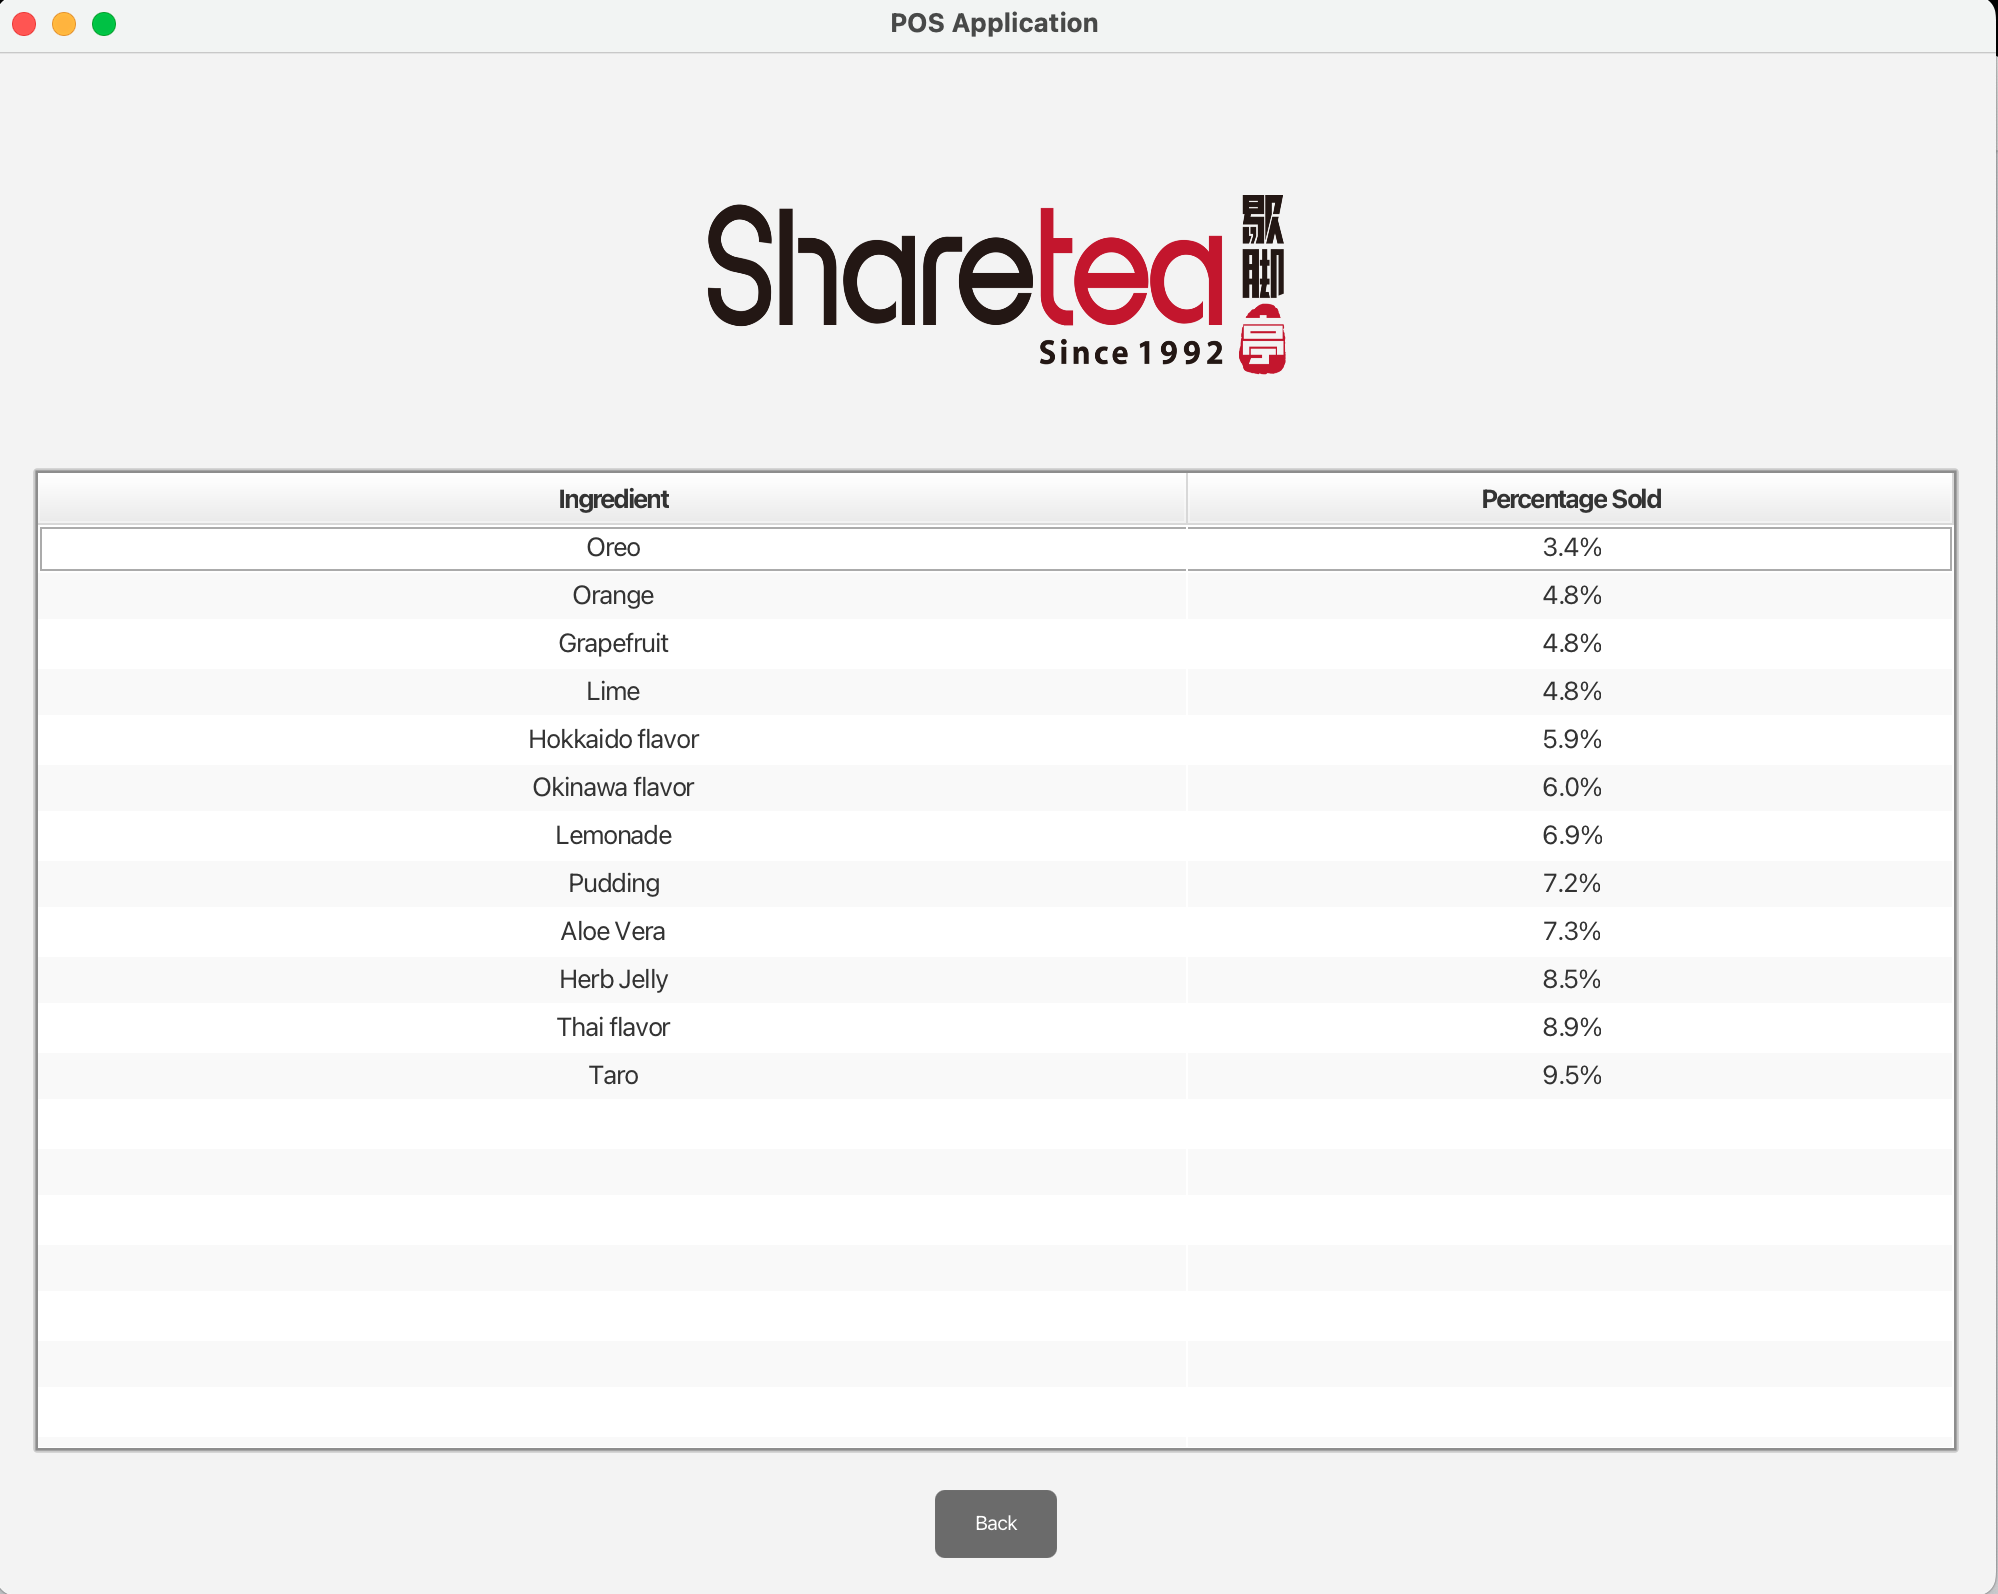 POS Application
Sharetea
歇腳亭
Since 1992
Ingredient Percentage Sold
Oreo 3.4%
Orange 4.8%
Grapefruit 4.8%
Lime 4.8%
Hokkaido flavor 5.9%
Okinawa flavor 6.0%
Lemonade 6.9%
Pudding 7.2%
Aloe Vera 7.3%
Herb Jelly 8.5%
Thai flavor 8.9%
Taro 9.5%
Back